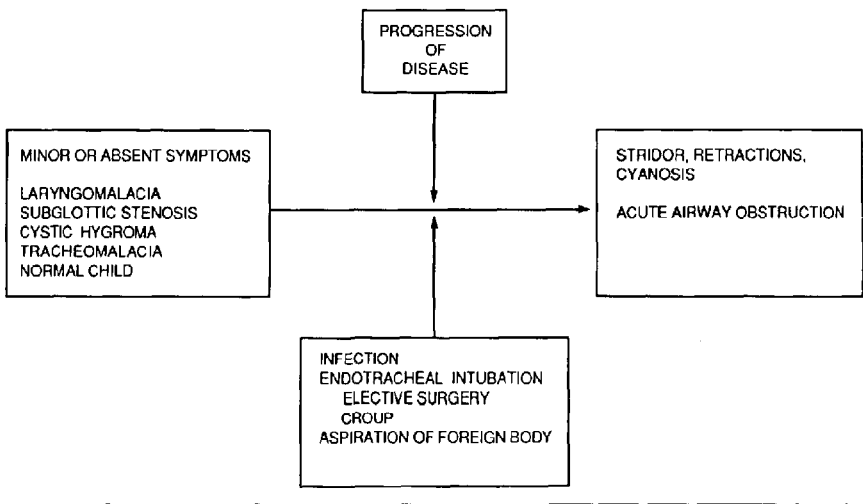 PROGRESSION
OF
DISEASE
MINOR OR ABSENT SYMPTOMS
LARYNGOMALACIA
SUBGLOTTIC STENOSIS
CYSTIC HYGROMA
TRACHEOMALACIA
NORMAL CHILD
STRIDOR, RETRACTIONS,
CYANOSIS
ACUTE AIRWAY OBSTRUCTION
INFECTION
ENDOTRACHEAL INTUBATION
ELECTIVE SURGERY
CROUP
ASPIRATION OF FOREIGN BODY